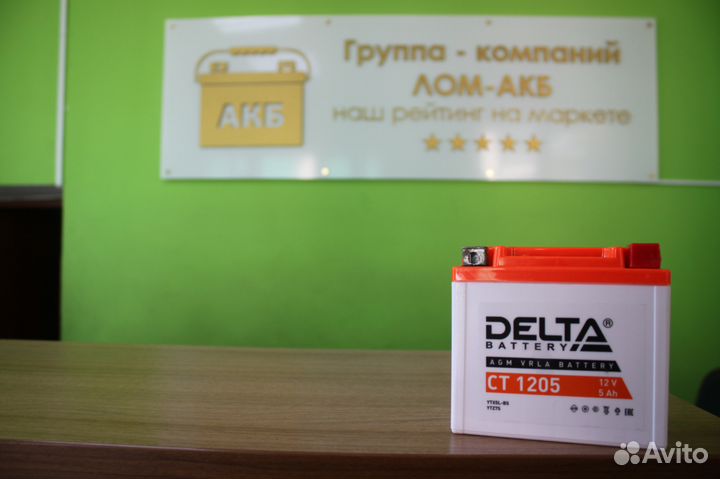 Группа - компаний
ЛОМ-АКБ
наш рейтинг на маркете
АКБ
DELTA®
BATTERY
AGM VRLA BATTERY
CT 1205
12 V
5 Ah
YTX5L-BS
YTZ7S
EAC
Avito